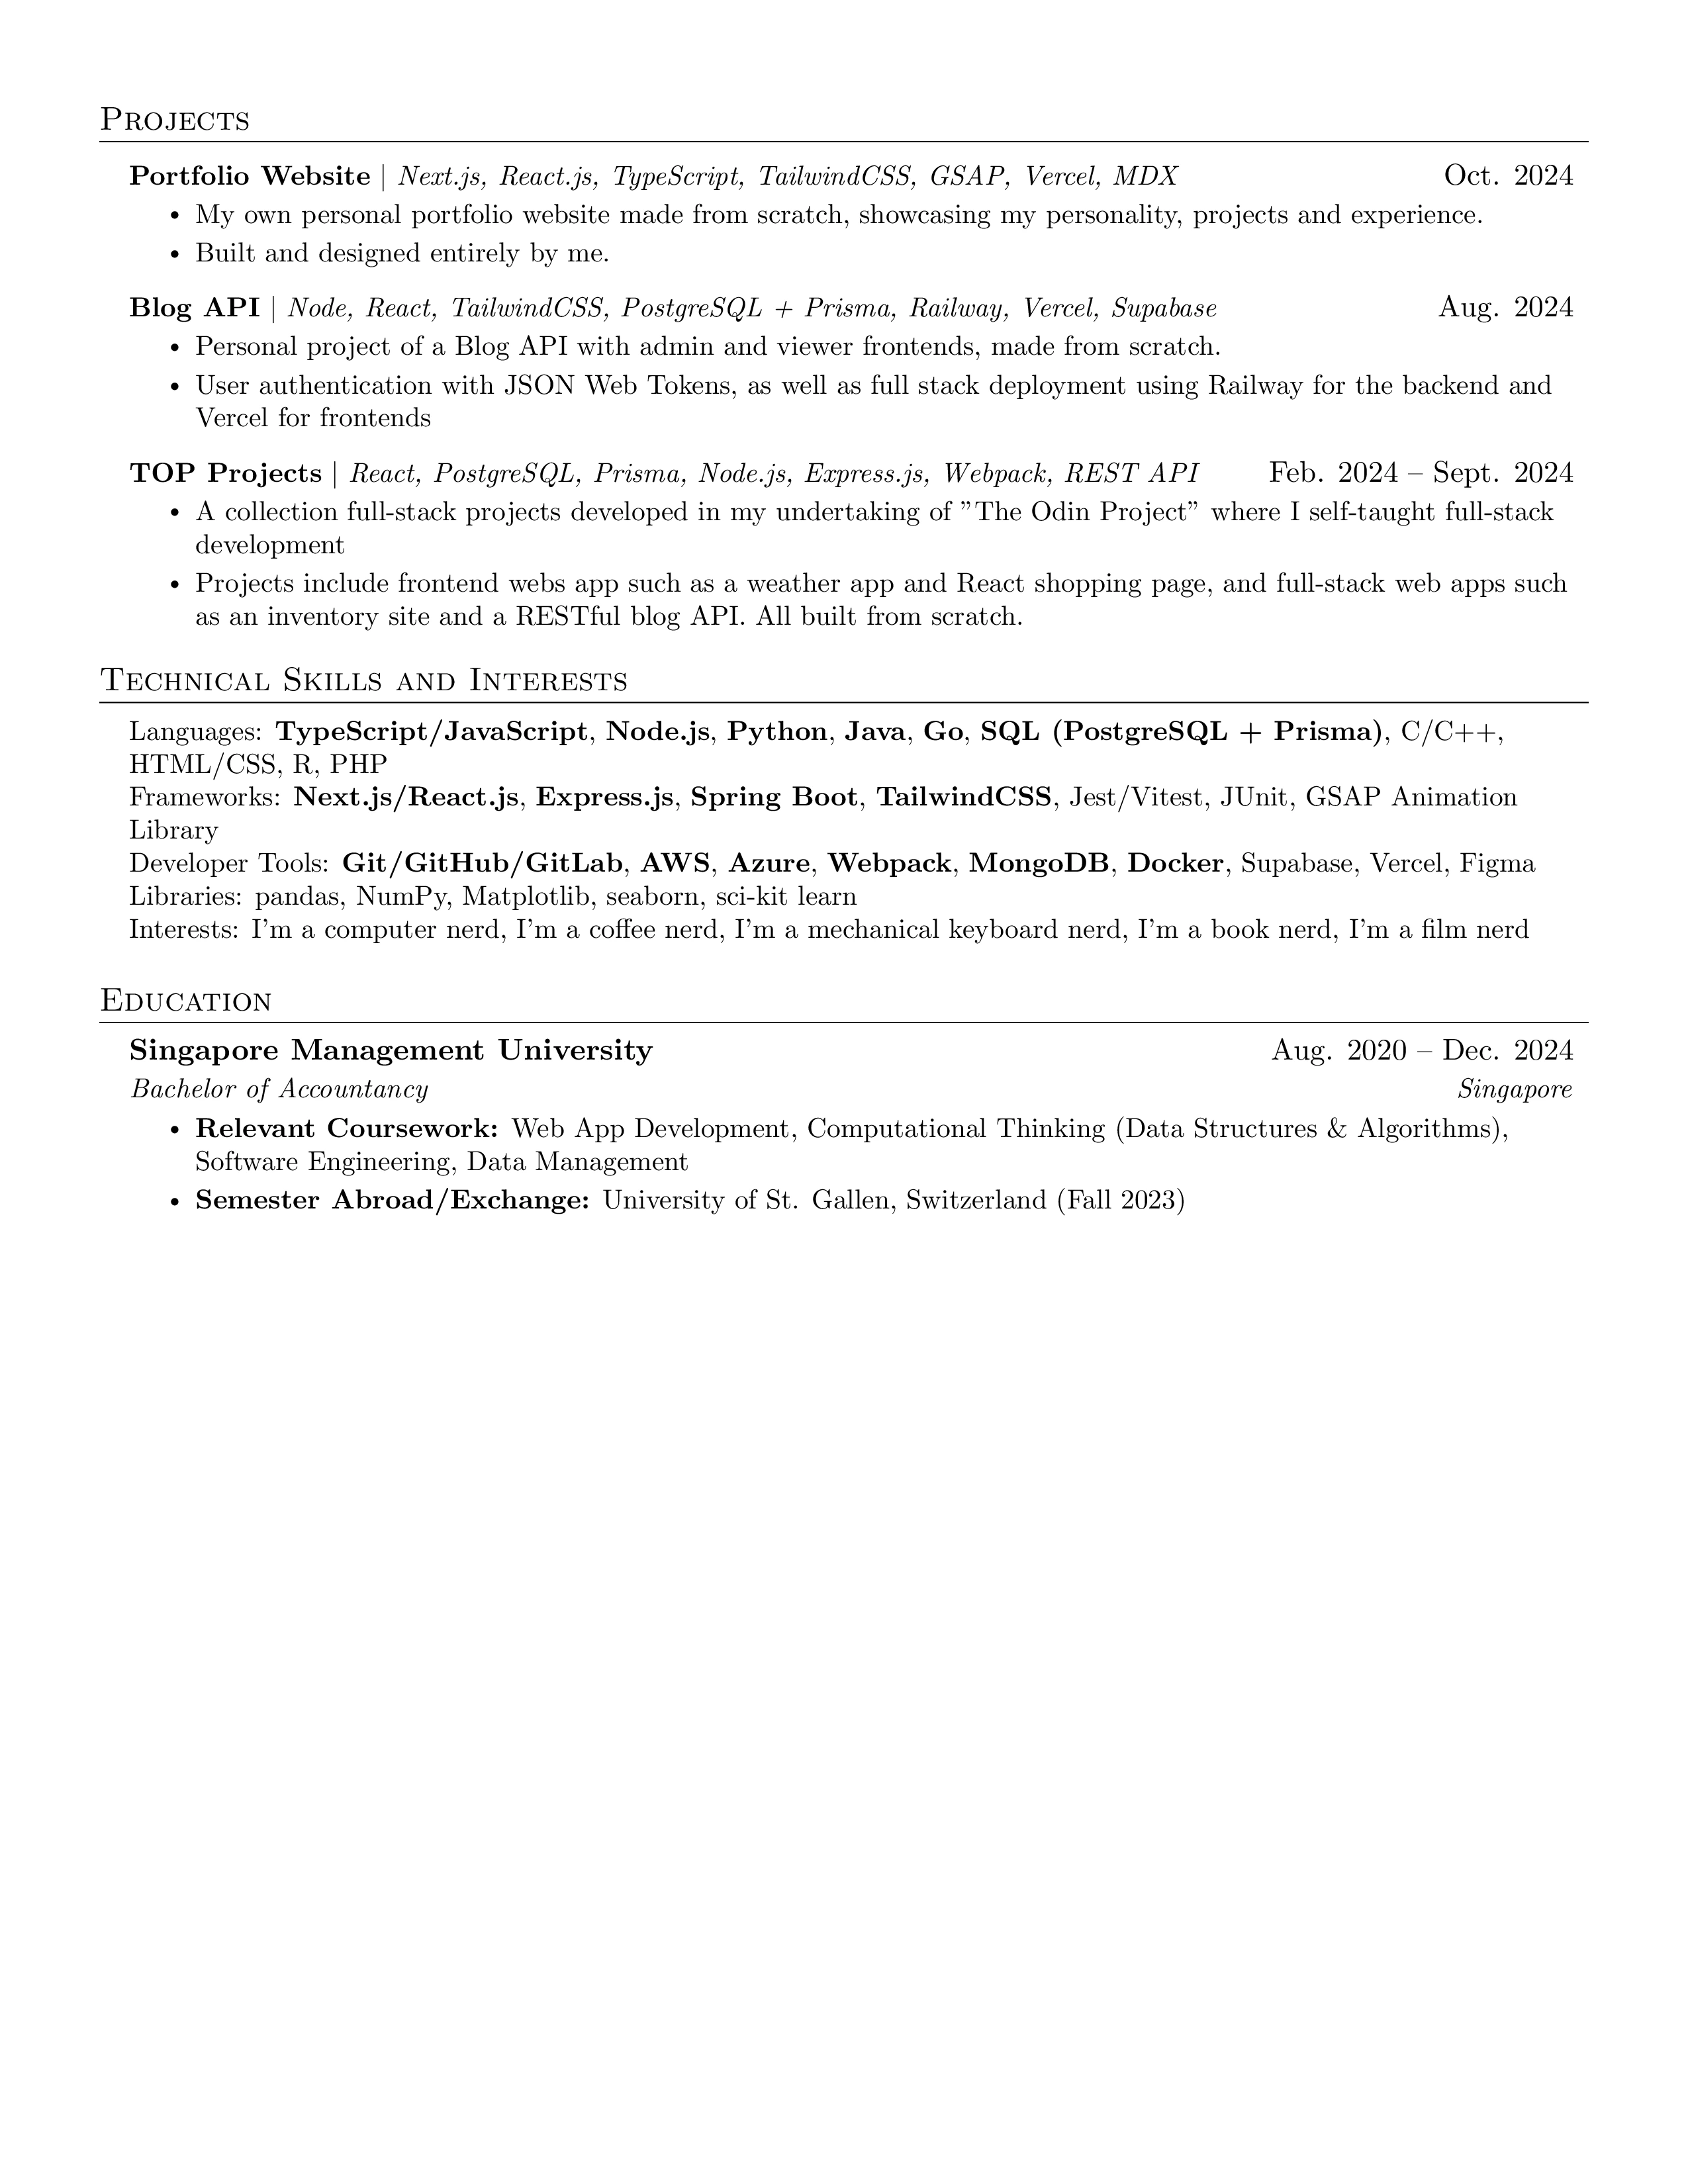 Projects
Portfolio Website | Next.js, React.js, TypeScript, TailwindCSS, GSAP, Vercel, MDX Oct. 2024
• My own personal portfolio website made from scratch, showcasing my personality, projects and experience.
• Built and designed entirely by me.
Blog API | Node, React, TailwindCSS, PostgreSQL + Prisma, Railway, Vercel, Supabase Aug. 2024
• Personal project of a Blog API with admin and viewer frontends, made from scratch.
• User authentication with JSON Web Tokens, as well as full stack deployment using Railway for the backend and
Vercel for frontends
TOP Projects | React, PostgreSQL, Prisma, Node.js, Express.js, Webpack, REST API Feb. 2024 – Sept. 2024
• A collection full-stack projects developed in my undertaking of ”The Odin Project” where I self-taught full-stack
development
• Projects include frontend webs app such as a weather app and React shopping page, and full-stack web apps such
as an inventory site and a RESTful blog API. All built from scratch.
Technical Skills and Interests
Languages: TypeScript/JavaScript, Node.js, Python, Java, Go, SQL (PostgreSQL + Prisma), C/C++,
HTML/CSS, R, PHP
Frameworks: Next.js/React.js, Express.js, Spring Boot, TailwindCSS, Jest/Vitest, JUnit, GSAP Animation
Library
Developer Tools: Git/GitHub/GitLab, AWS, Azure, Webpack, MongoDB, Docker, Supabase, Vercel, Figma
Libraries: pandas, NumPy, Matplotlib, seaborn, sci-kit learn
Interests: I’m a computer nerd, I’m a coffee nerd, I’m a mechanical keyboard nerd, I’m a book nerd, I’m a film nerd
Education
Singapore Management University Aug. 2020 – Dec. 2024
Bachelor of Accountancy Singapore
• Relevant Coursework: Web App Development, Computational Thinking (Data Structures & Algorithms),
Software Engineering, Data Management
• Semester Abroad/Exchange: University of St. Gallen, Switzerland (Fall 2023)